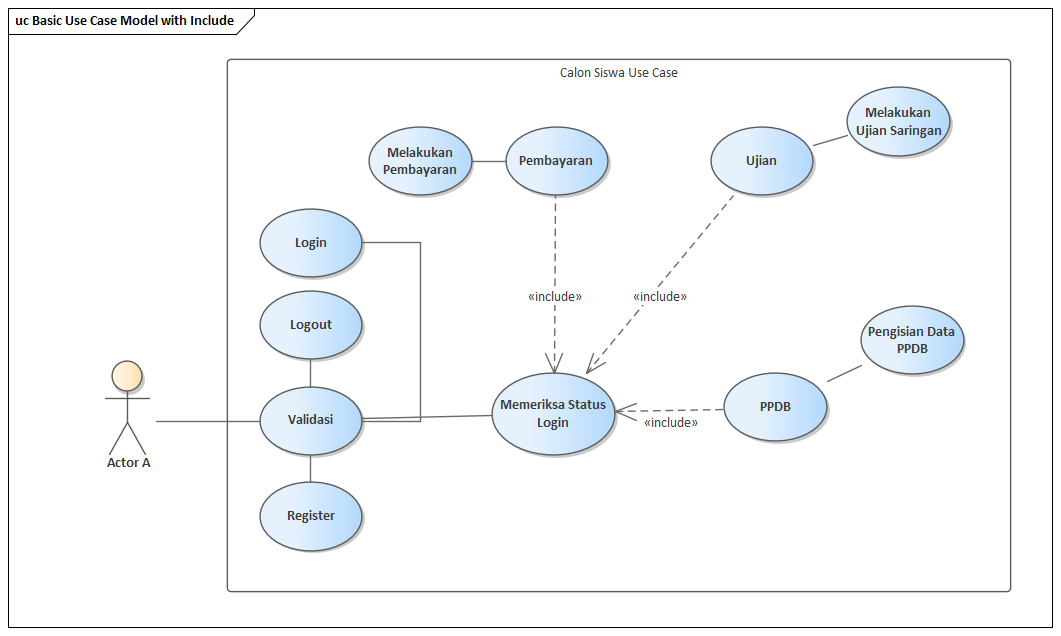 uc Basic Use Case Model with Include
Calon Siswa Use Case
Melakukan
Ujian Saringan
Melakukan
Pembayaran
Pembayaran
Ujian
Login
«include»
«include»
Logout
Pengisian Data
PPDB
Validasi
Memeriksa Status
Login
PPDB
«include»
Actor A
Register